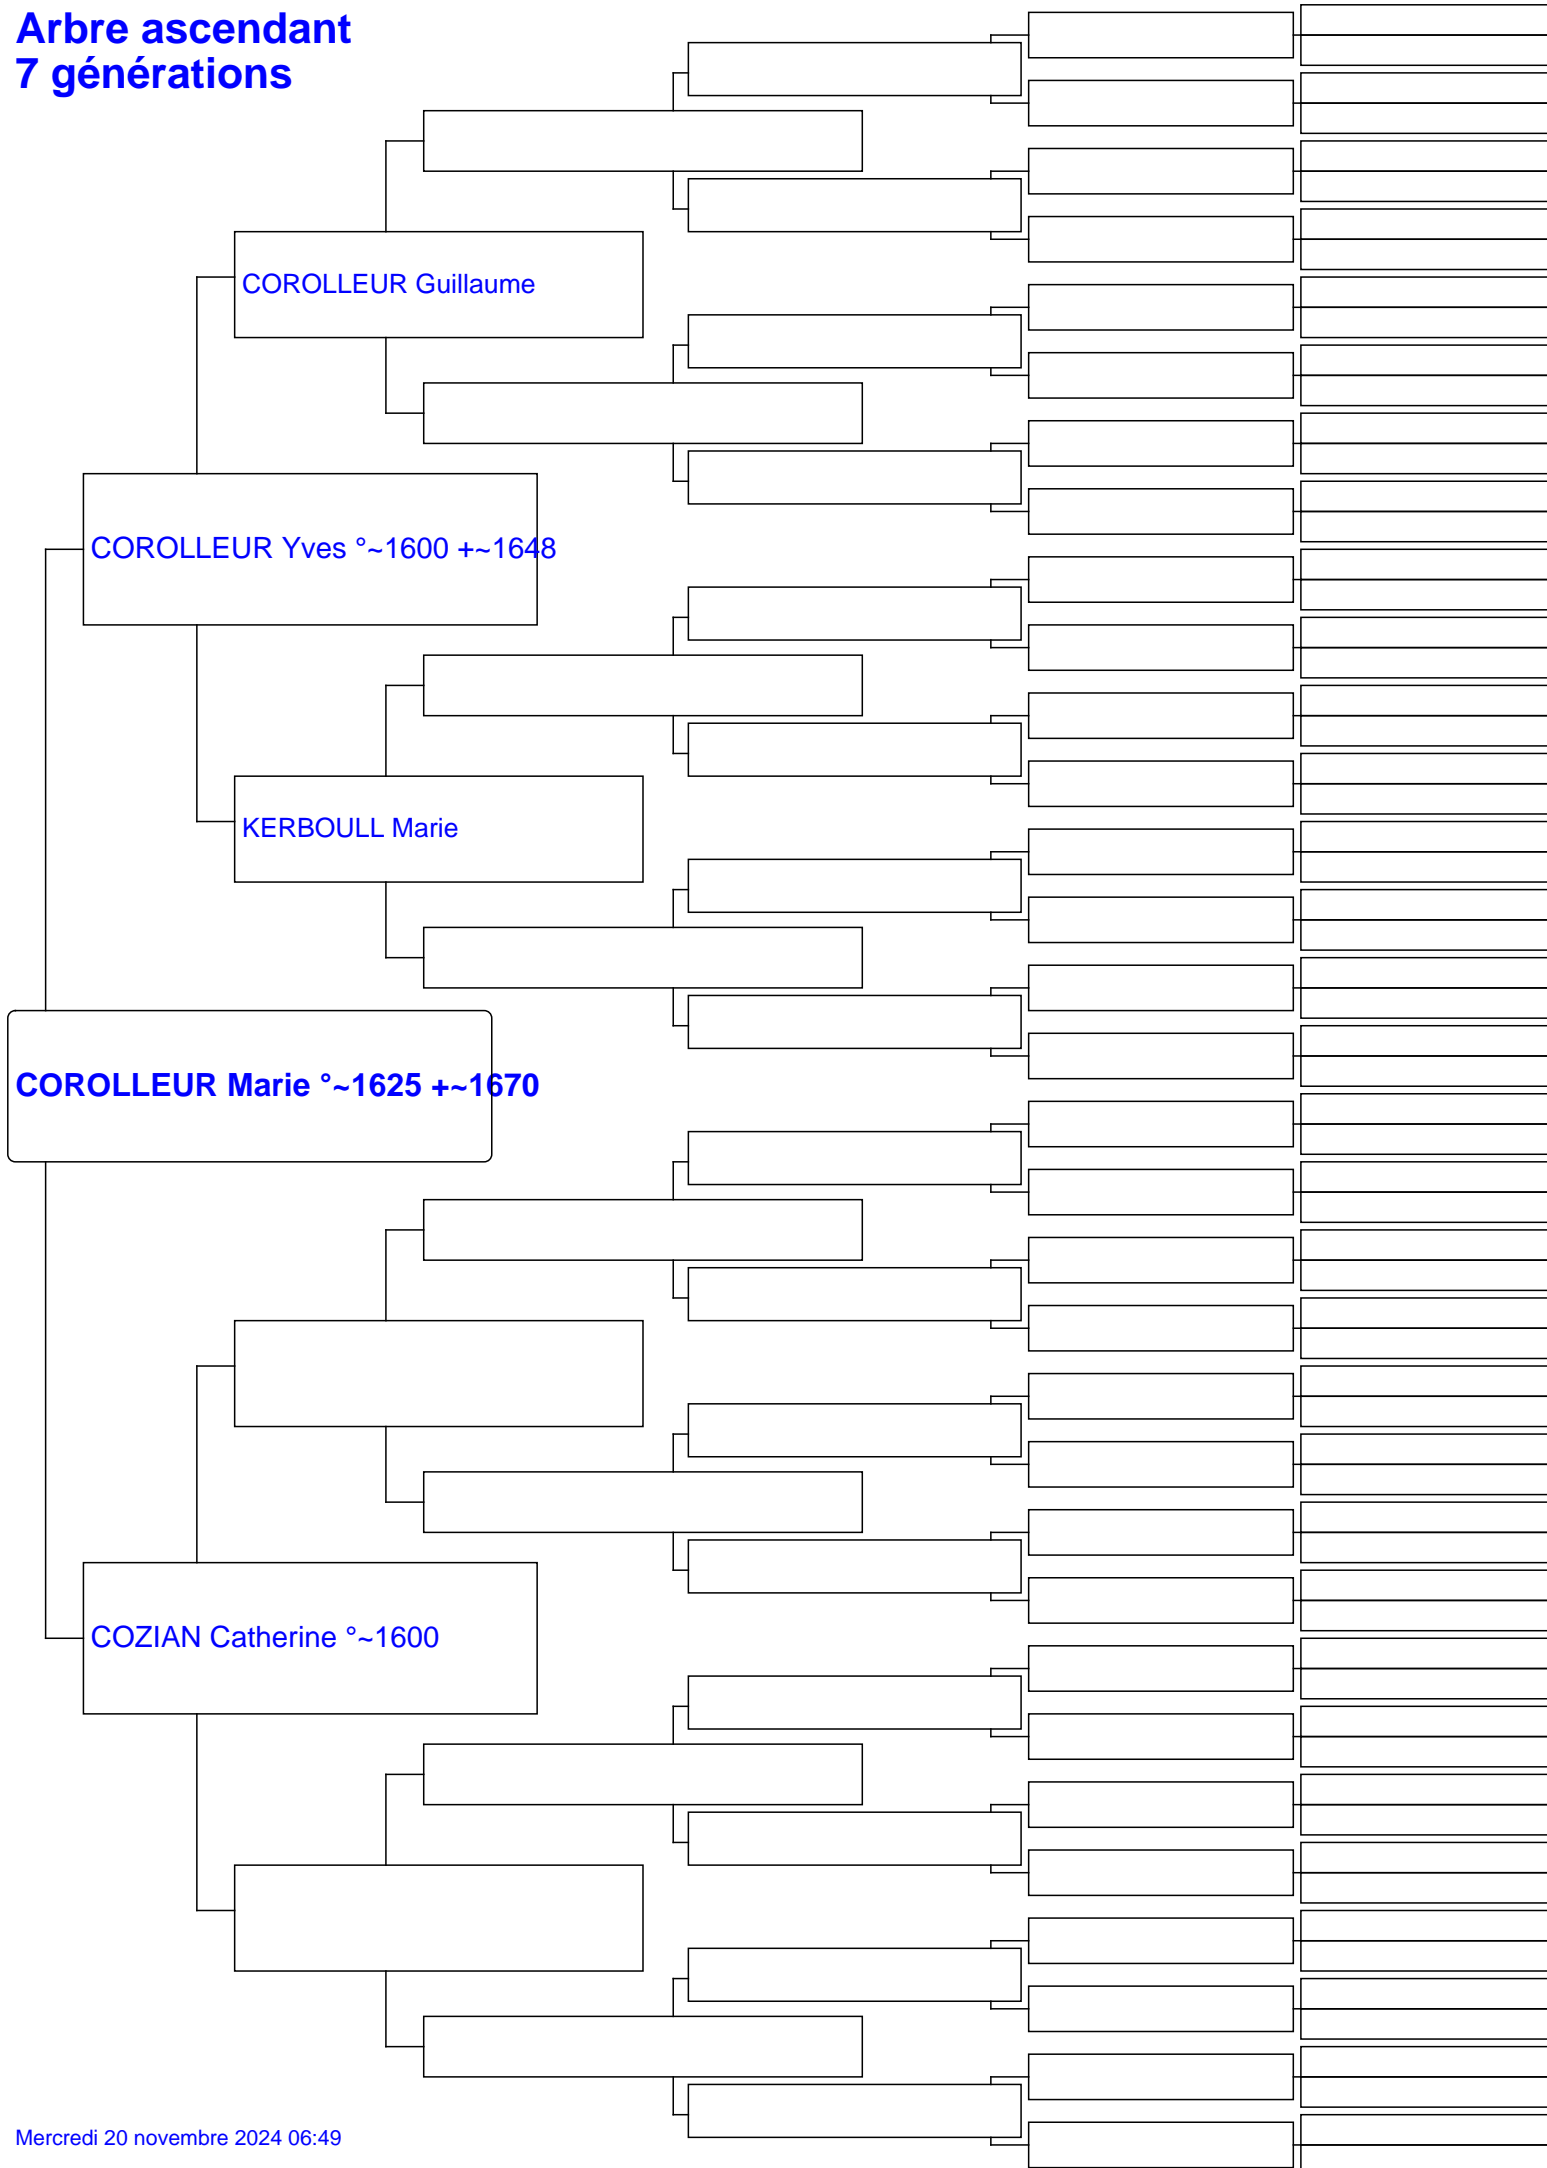 Arbre ascendant
7 générations
COROLLEUR Guillaume
COROLLEUR Yves °~1600 +~1648
KERBOULL Marie
COROLLEUR Marie °~1625 +~1670
COZIAN Catherine °~1600
Mercredi 20 novembre 2024 06:49